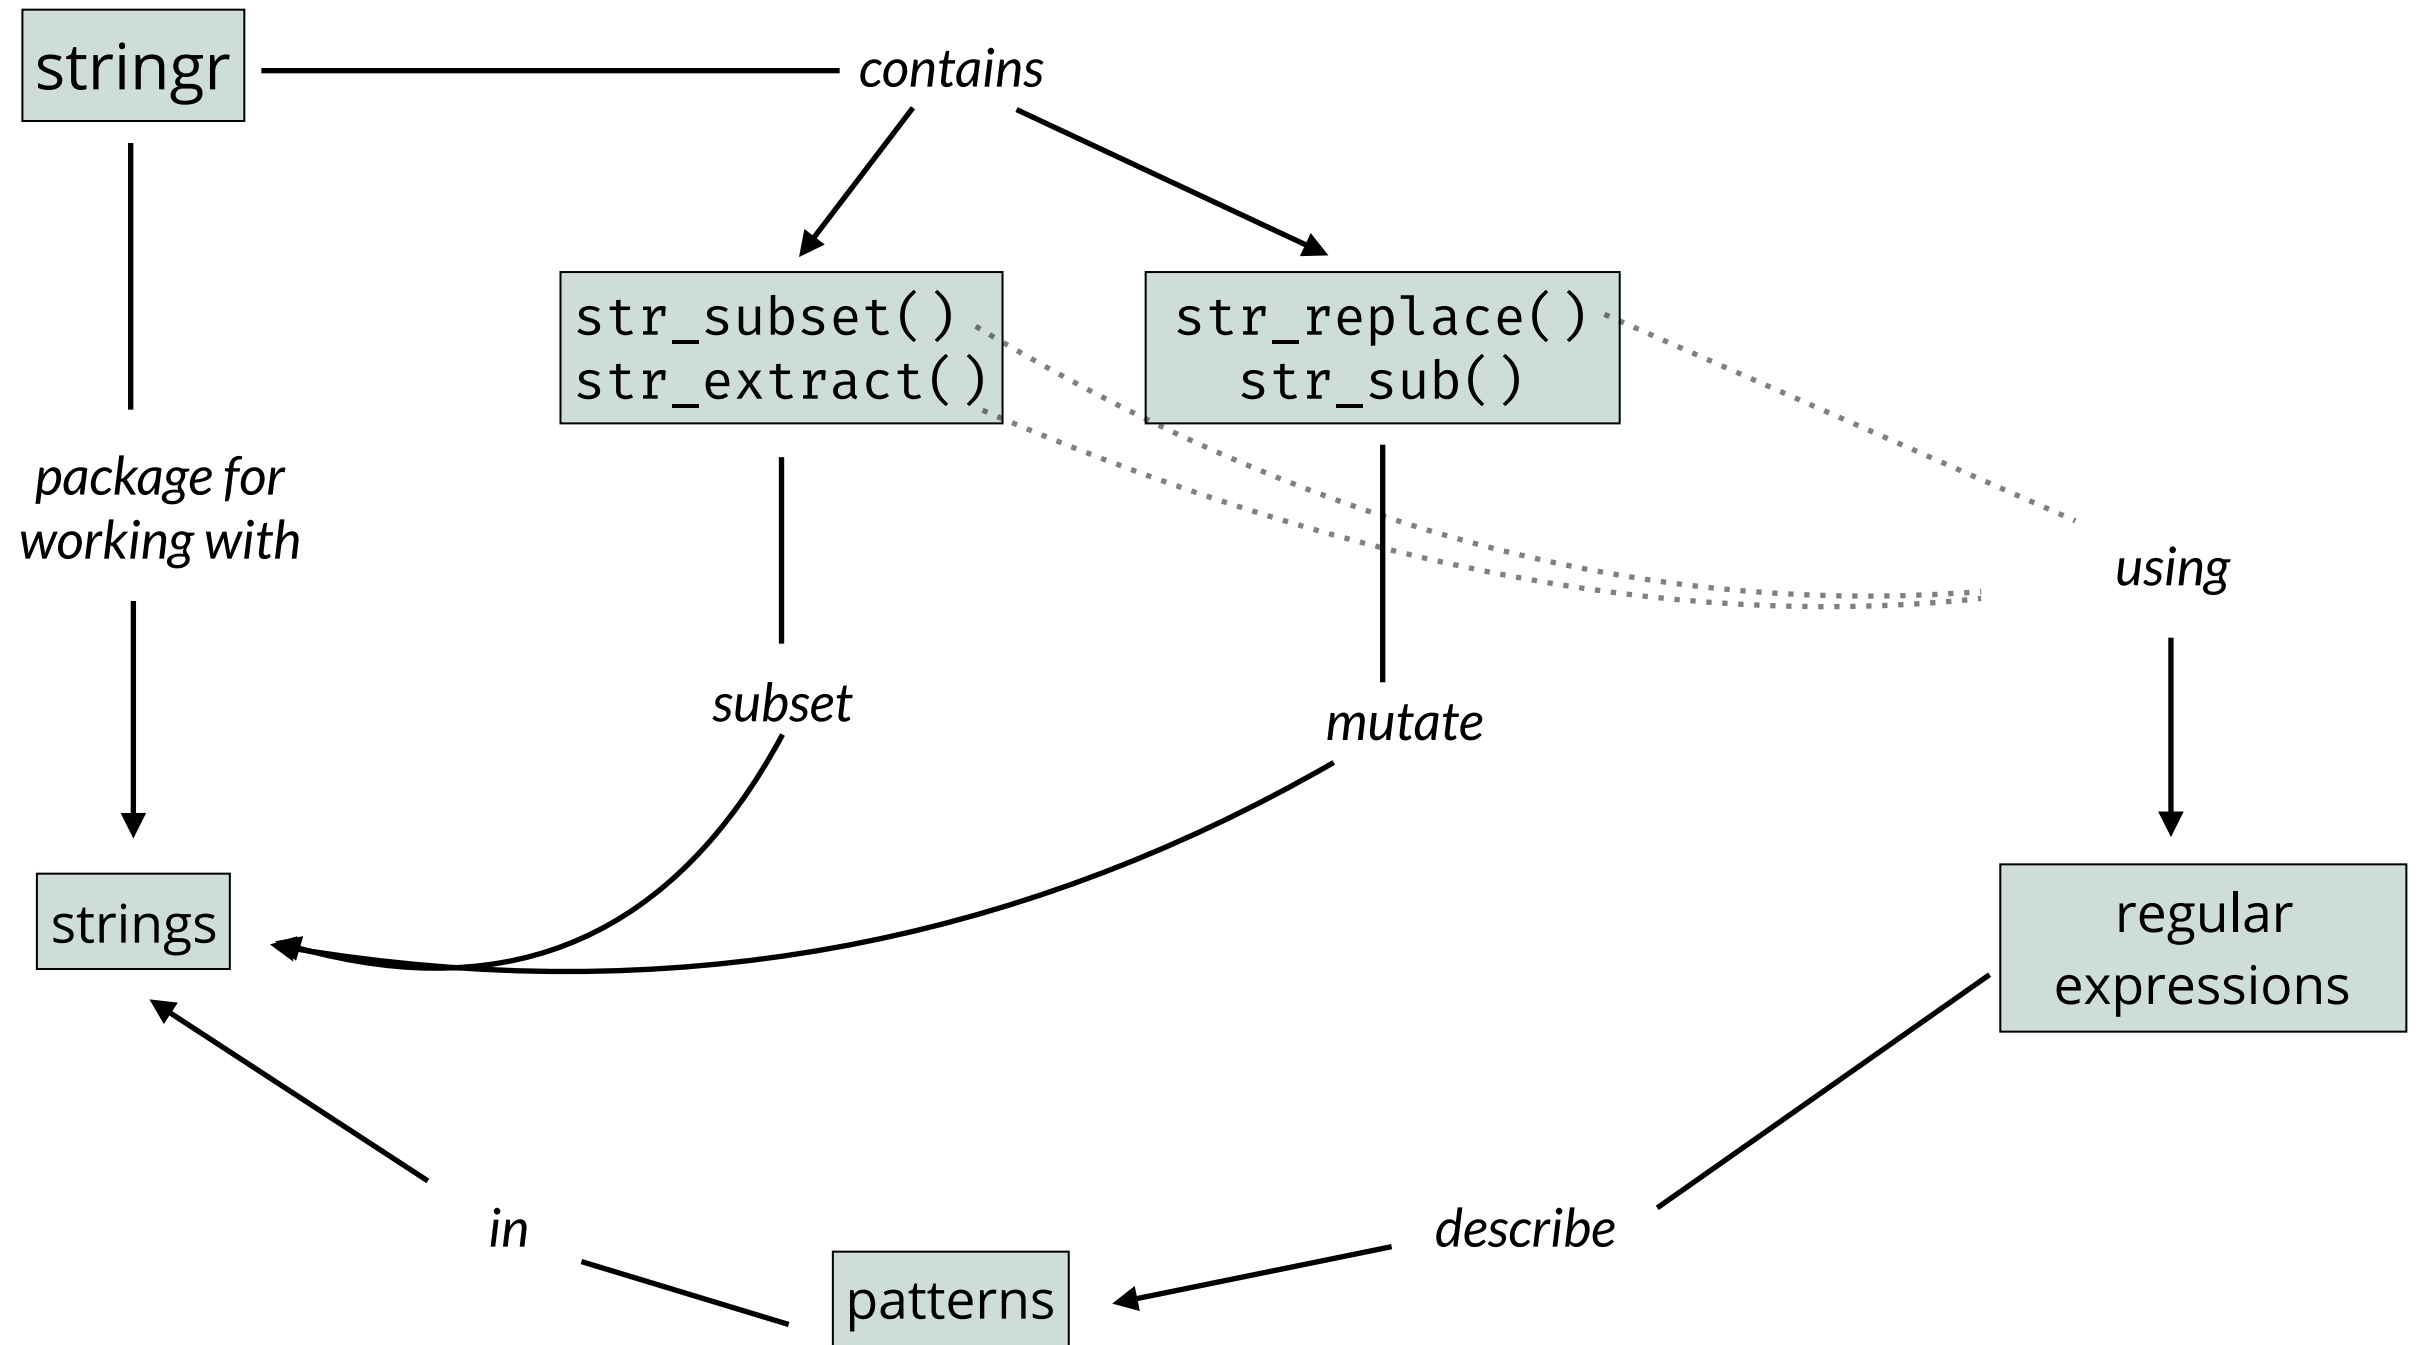 stringr
contains
str_subset()
str_extract()
str_replace()
str_sub()
package for
working with
using
subset
mutate
strings
regular
expressions
in
describe
patterns